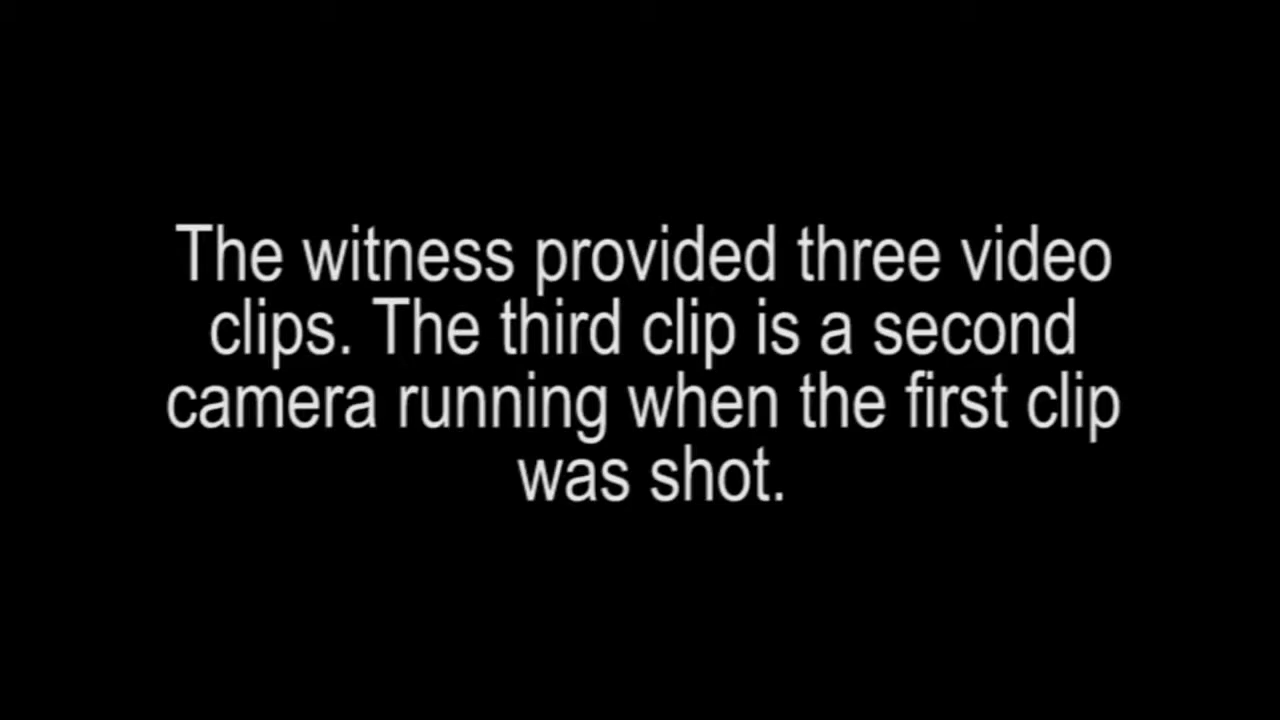 The witness provided three video
clips. The third clip is a second
camera running when the first clip
was shot.